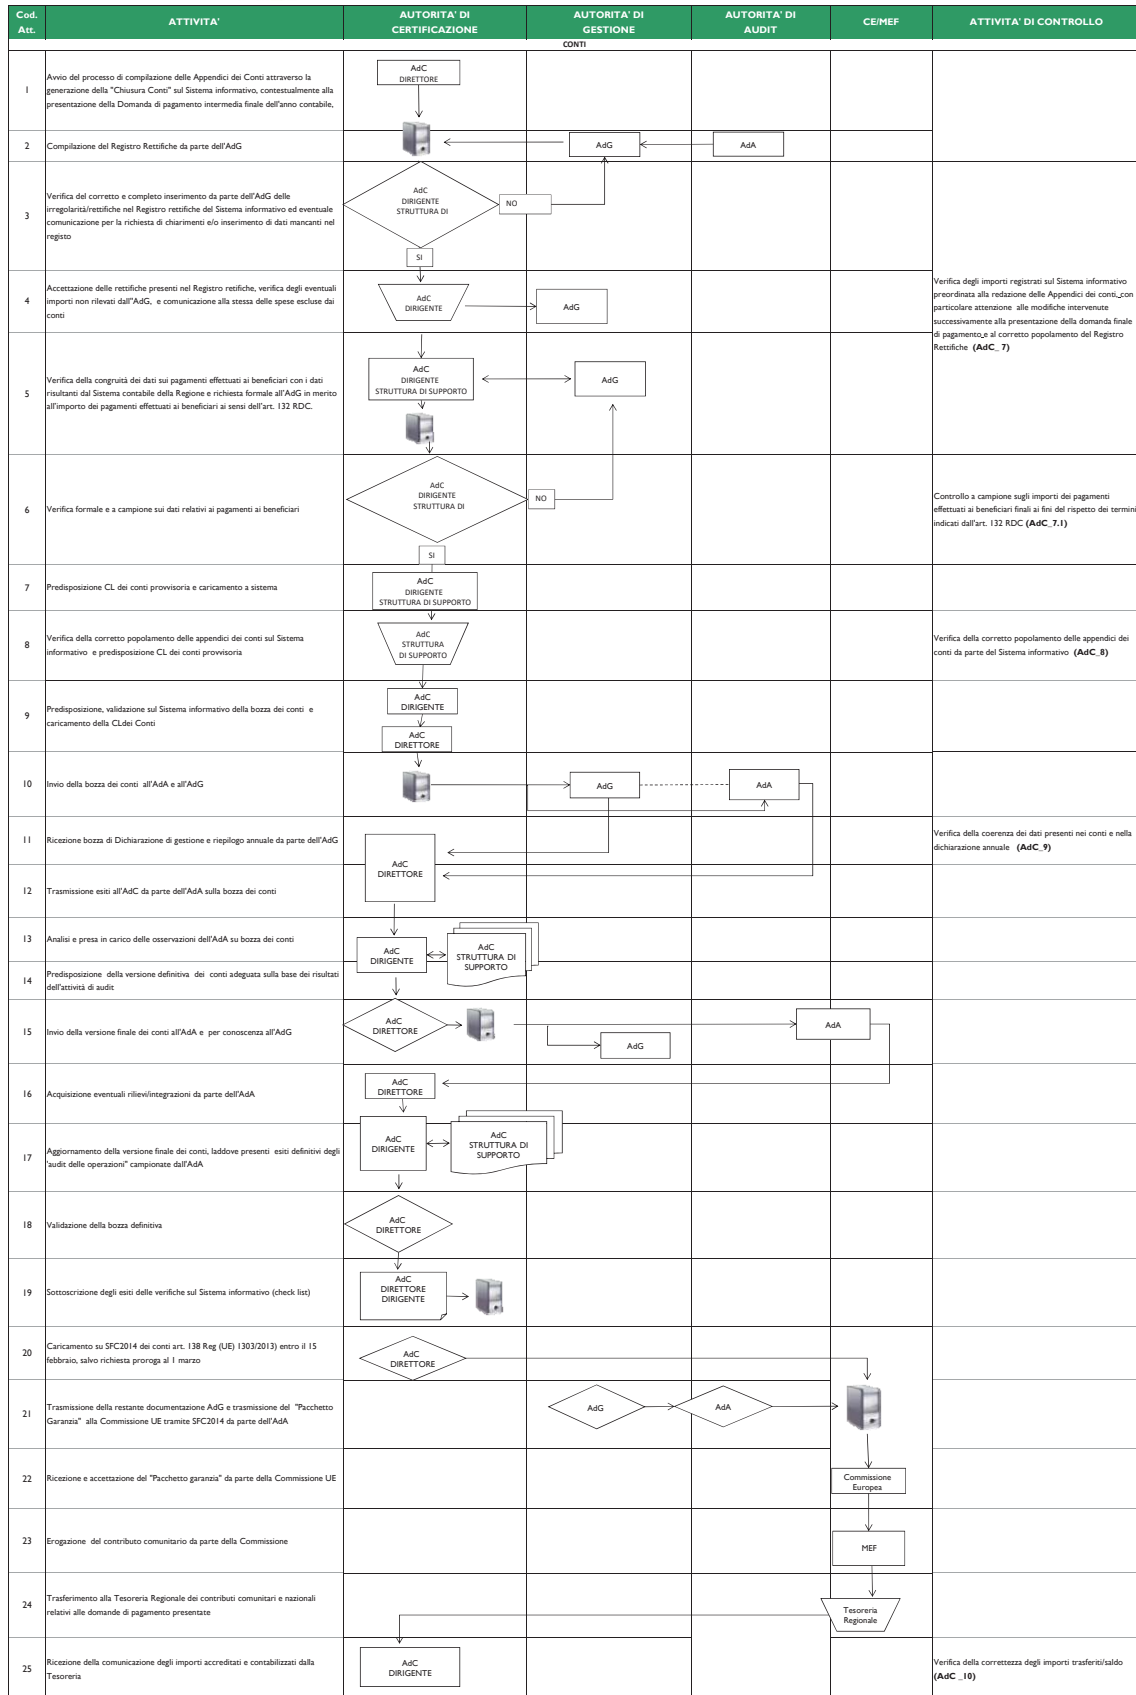 Cod. Att.
ATTIVITA'
AUTORITA' DI
CERTIFICAZIONE
AUTORITA' DI
GESTIONE
AUTORITA' DI
AUDIT
CE/MEF
ATTIVITA' DI CONTROLLO
CONTI
1
Avvio del processo di compilazione delle Appendici dei Conti attraverso la
generazione della "Chiusura Conti" sul Sistema informativo, contestualmente alla
presentazione della Domanda di pagamento intermedia finale dell'anno contabile,
AdC
DIRETTORE
2
Compilazione del Registro Rettifiche da parte dell'AdG
AdG
AdA
3
Verifica del corretto e completo inserimento da parte dell'AdG delle
irregolarità/rettifiche nel Registro rettifiche del Sistema informativo ed eventuale
comunicazione per la richiesta di chiarimenti e/o inserimento di dati mancanti nel
registo
AdC
DIRIGENTE
STRUTTURA DI
NO
SI
4
Accettazione delle rettifiche presenti nel Registro retifiche, verifica degli eventuali
importi non rilevati dall"AdG, e comunicazione alla stessa delle spese escluse dai
conti
AdC
DIRIGENTE
AdG
Verifica degli importi registrati sul Sistema informativo
preordinata alla redazione delle Appendici dei conti, con
particolare attenzione alle modifiche intervenute
successivamente alla presentazione della domanda finale
di pagamento e al corretto popolamento del Registro
Rettifiche (AdC_ 7)
5
Verifica della congruità dei dati sui pagamenti effettuati ai beneficiari con i dati
risultanti dal Sistema contabile della Regione e richiesta formale all'AdG in merito
all'importo dei pagamenti effettuati ai beneficiari ai sensi dell'art. 132 RDC.
AdC
DIRIGENTE
STRUTTURA DI SUPPORTO
AdG
6
Verifica formale e a campione sui dati relativi ai pagamenti ai beneficiari
AdC
DIRIGENTE
STRUTTURA DI
NO
SI
Controllo a campione sugli importi dei pagamenti
effettuati ai beneficiari finali ai fini del rispetto dei termini
indicati dall'art. 132 RDC (AdC_7.1)
7
Predisposizione CL dei conti provvisoria e caricamento a sistema
AdC
DIRIGENTE
STRUTTURA DI SUPPORTO
8
Verifica della corretto popolamento delle appendici dei conti sul Sistema
informativo e predisposizione CL dei conti provvisoria
AdC
STRUTTURA
DI SUPPORTO
Verifica della corretto popolamento delle appendici dei
conti da parte del Sistema informativo (AdC_8)
9
Predisposizione, validazione sul Sistema informativo della bozza dei conti e
caricamento della CLdei Conti
AdC
DIRIGENTE
AdC
DIRETTORE
10
Invio della bozza dei conti all'AdA e all'AdG
AdG
AdA
11
Ricezione bozza di Dichiarazione di gestione e riepilogo annuale da parte dell'AdG
AdC
DIRETTORE
Verifica della coerenza dei dati presenti nei conti e nella
dichiarazione annuale (AdC_9)
12
Trasmissione esiti all'AdC da parte dell'AdA sulla bozza dei conti
13
Analisi e presa in carico delle osservazioni dell'AdA su bozza dei conti
AdC
DIRIGENTE
AdC
STRUTTURA DI
SUPPORTO
14
Predisposizione della versione definitiva dei conti adeguata sulla base dei risultati
dell'attività di audit
15
Invio della versione finale dei conti all'AdA e per conoscenza all'AdG
AdC
DIRETTORE
AdG
AdA
16
Acquisizione eventuali rilievi/integrazioni da parte dell'AdA
AdC
DIRETTORE
17
Aggiornamento della versione finale dei conti, laddove presenti esiti definitivi degli
'audit delle operazioni" campionate dall'AdA
AdC
DIRIGENTE
AdC
STRUTTURA DI
SUPPORTO
18
Validazione della bozza definitiva
AdC
DIRETTORE
19
Sottoscrizione degli esiti delle verifiche sul Sistema informativo (check list)
AdC
DIRETTORE
DIRIGENTE
20
Caricamento su SFC2014 dei conti art. 138 Reg (UE) 1303/2013) entro il 15
febbraio, salvo richiesta proroga al 1 marzo
AdC
DIRETTORE
21
Trasmissione della restante documentazione AdG e trasmissione del "Pacchetto
Garanzia" alla Commissione UE tramite SFC2014 da parte dell'AdA
AdG
AdA
22
Ricezione e accettazione del "Pacchetto garanzia" da parte della Commissione UE
Commissione
Europea
23
Erogazione del contributo comunitario da parte della Commissione
MEF
24
Trasferimento alla Tesoreria Regionale dei contributi comunitari e nazionali
relativi alle domande di pagamento presentate
Tesoreria
Regionale
25
Ricezione della comunicazione degli importi accreditati e contabilizzati dalla
Tesoreria
AdC
DIRIGENTE
Verifica della correttezza degli importi trasferiti/saldo
(AdC _10)